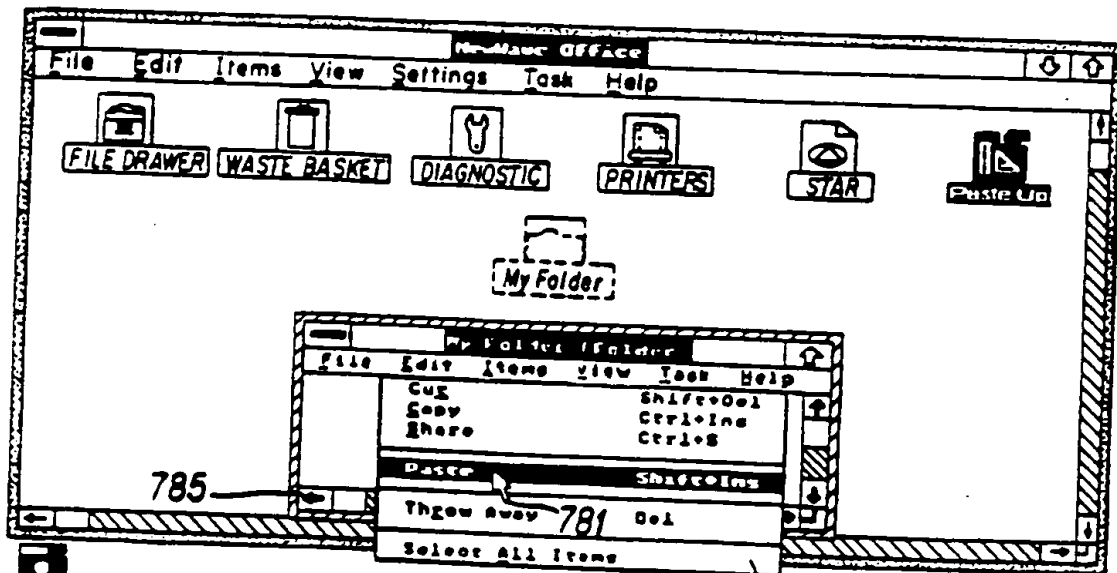 NewWave Office
File Edit Items View Settings Task Help
FILE DRAWER WASTE BASKET DIAGNOSTIC PRINTERS STAR Paste Up
My Folder
My Folder (Folder
File Edit Items View Task Help
Cut Shift+Del
Copy Ctrl+Ins
Share Ctrl+S
Paste Shift+Ins
785
Throw Away 781 Del
Select All Items